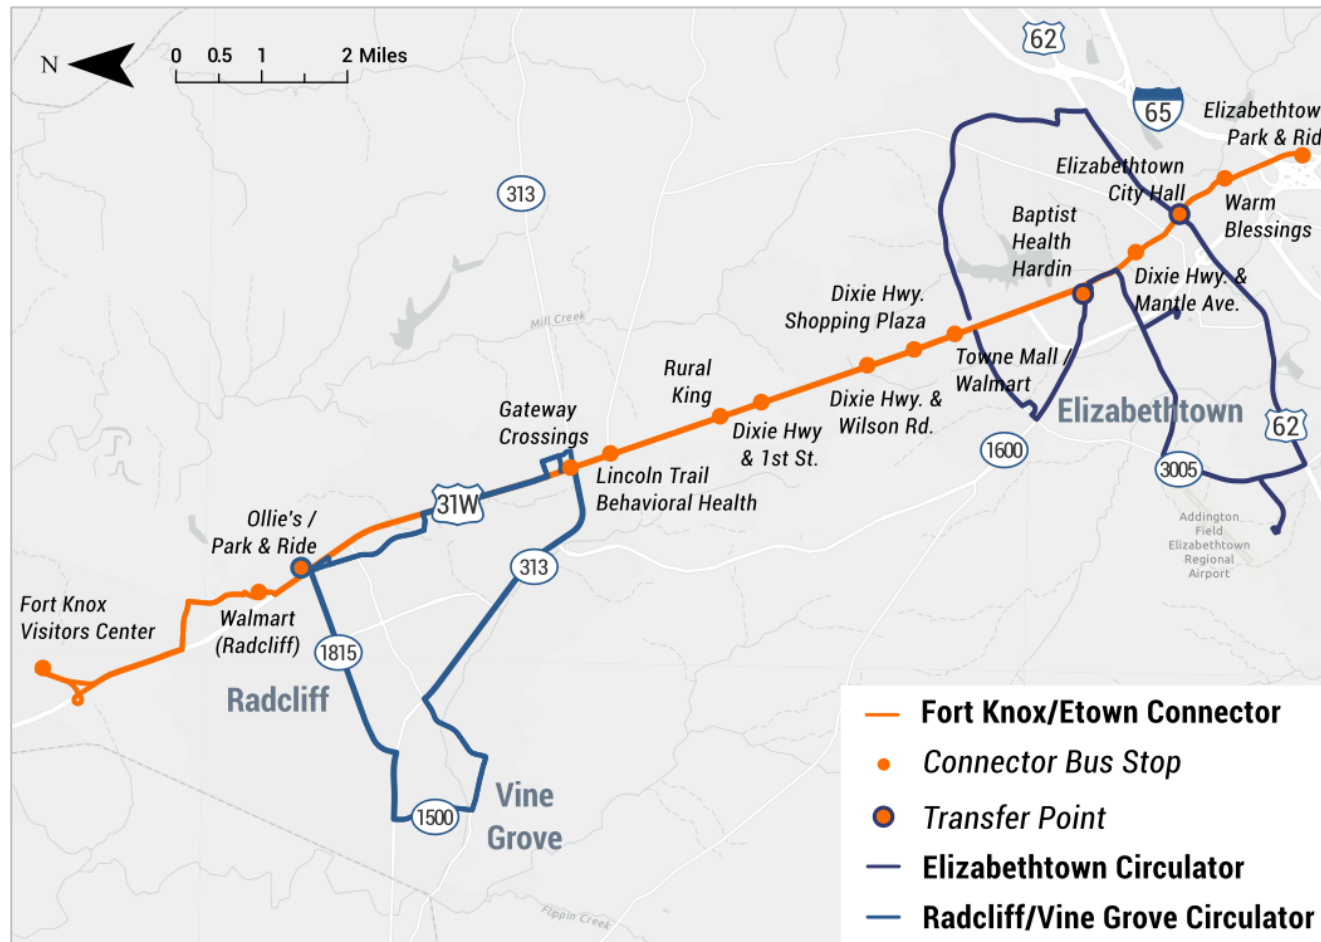 N
0 0.5 1 2 Miles
62
65
Elizabethtow
Park & Rid
313
Elizabethtown
City Hall
Warm
Blessings
Baptist
Health
Hardin
Dixie Hwy. &
Mantle Ave.
Dixie Hwy.
Shopping Plaza
Mill Creek
Towne Mall /
Walmart
Rural
King
Dixie Hwy. &
Wilson Rd.
Elizabethtown
Gateway
Crossings
Dixie Hwy
& 1st St.
62
1600
3005
Lincoln Trail
Behavioral Health
31W
Ollie's /
Park & Ride
Addington
Field
Elizabethtown
Regional
Airport
313
Fort Knox
Visitors Center
Walmart
(Radcliff)
1815
Radcliff
Vine
Grove
1500
Flippin Creek
Fort Knox/Etown Connector
Connector Bus Stop
Transfer Point
Elizabethtown Circulator
Radcliff/Vine Grove Circulator